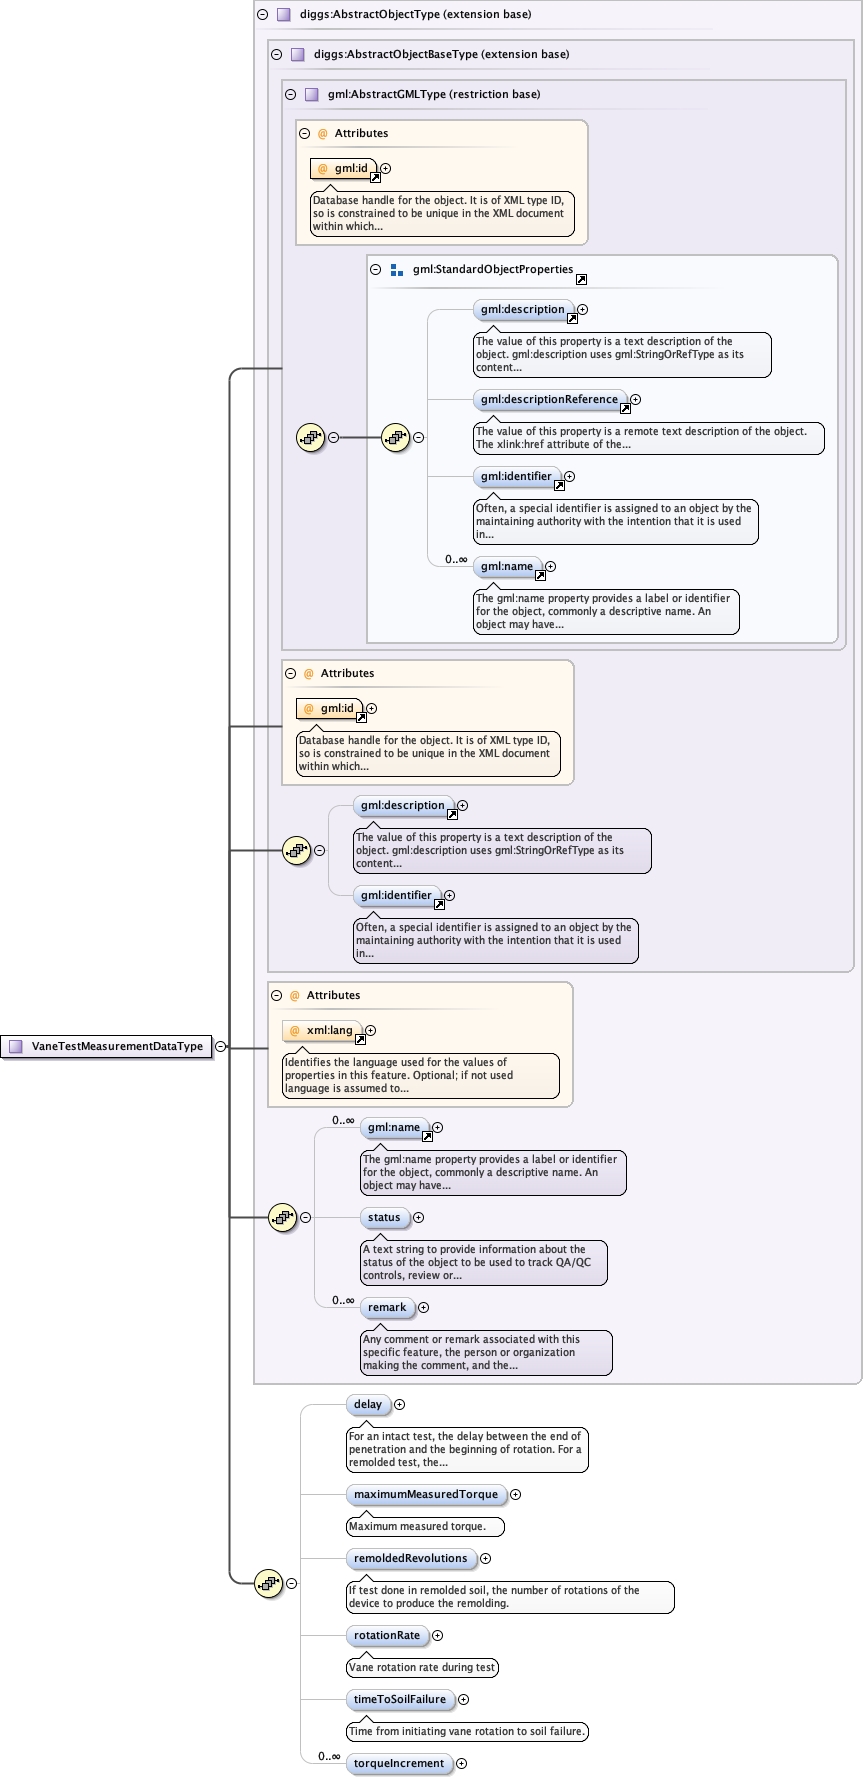 diggs:AbstractObjectType (extension base)
diggs:AbstractObjectBaseType (extension base)
gml:AbstractGMLType (restriction base)
@ Attributes
@ gml:id
Database handle for the object. It is of XML type ID,
so is constrained to be unique in the XML document
within which...
gml:StandardObjectProperties
gml:description
The value of this property is a text description of the
object. gml:description uses gml:StringOrRefType as its
content...
gml:descriptionReference
The value of this property is a remote text description of the object.
The xlink:href attribute of the...
gml:identifier
Often, a special identifier is assigned to an object by the
maintaining authority with the intention that it is used
in...
0..∞
gml:name
The gml:name property provides a label or identifier
for the object, commonly a descriptive name. An
object may have...
@ Attributes
@ gml:id
Database handle for the object. It is of XML type ID,
so is constrained to be unique in the XML document
within which...
gml:description
The value of this property is a text description of the
object. gml:description uses gml:StringOrRefType as its
content...
gml:identifier
Often, a special identifier is assigned to an object by the
maintaining authority with the intention that it is used
in...
@ Attributes
@ xml:lang
VaneTestMeasurementDataType
Identifies the language used for the values of
properties in this feature. Optional; if not used
language is assumed to...
0..∞
gml:name
The gml:name property provides a label or identifier
for the object, commonly a descriptive name. An
object may have...
status
A text string to provide information about the
status of the object to be used to track QA/QC
controls, review or...
0..∞
remark
Any comment or remark associated with this
specific feature, the person or organization
making the comment, and the...
delay
For an intact test, the delay between the end of
penetration and the beginning of rotation. For a
remolded test, the...
maximumMeasuredTorque
Maximum measured torque.
remoldedRevolutions
If test done in remolded soil, the number of rotations of the
device to produce the remolding.
rotationRate
Vane rotation rate during test
timeToSoilFailure
Time from initiating vane rotation to soil failure.
0..∞
torqueIncrement